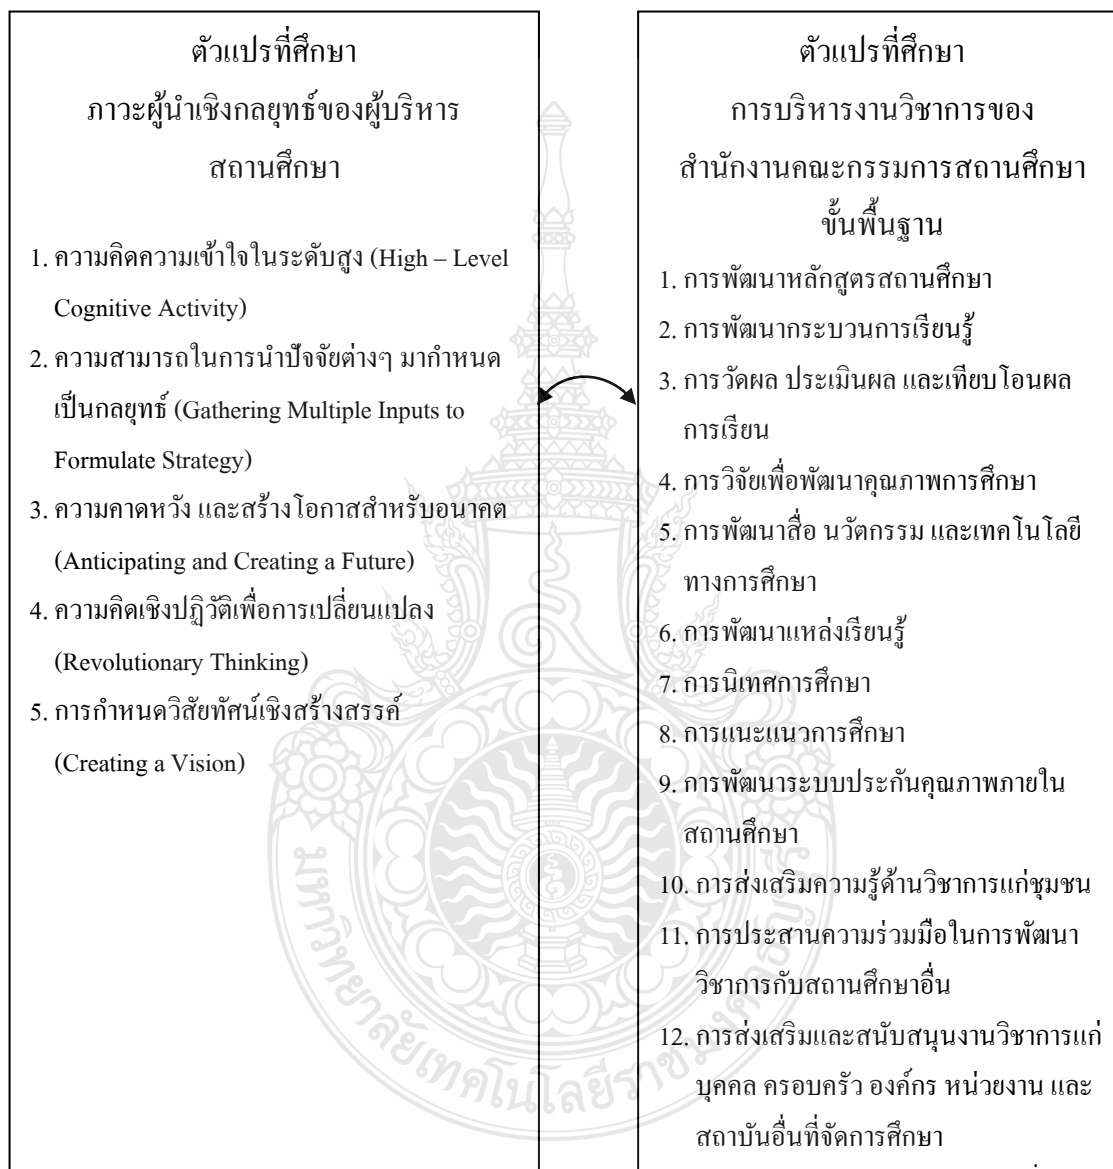 ตัวแปรที่ศึกษา
ภาวะผู้นำเชิงกลยุทธ์ของผู้บริหาร
สถานศึกษา
1. ความคิดความเข้าใจในระดับสูง (High – Level
Cognitive Activity)
2. ความสามารถในการนำปัจจัยต่างๆ มากำหนด
เป็นกลยุทธ์ (Gathering Multiple Inputs to
Formulate Strategy)
3. ความคาดหวัง และสร้างโอกาสสำหรับอนาคต
(Anticipating and Creating a Future)
4. ความคิดเชิงปฏิวัติเพื่อการเปลี่ยนแปลง
(Revolutionary Thinking)
5. การกำหนดวิสัยทัศน์เชิงสร้างสรรค์
(Creating a Vision)
ตัวแปรที่ศึกษา
การบริหารงานวิชาการของ
สำนักงานคณะกรรมการสถานศึกษา
ขั้นพื้นฐาน
1. การพัฒนาหลักสูตรสถานศึกษา
2. การพัฒนากระบวนการเรียนรู้
3. การวัดผล ประเมินผล และเทียบโอนผล
การเรียน
4. การวิจัยเพื่อพัฒนาคุณภาพการศึกษา
5. การพัฒนาสื่อ นวัตกรรม และเทคโนโลยี
ทางการศึกษา
6. การพัฒนาแหล่งเรียนรู้
7. การนิเทศการศึกษา
8. การแนะแนวการศึกษา
9. การพัฒนาระบบประกันคุณภาพภายใน
สถานศึกษา
10. การส่งเสริมความรู้ด้านวิชาการแก่ชุมชน
11. การประสานความร่วมมือในการพัฒนา
วิชาการกับสถานศึกษาอื่น
12. การส่งเสริมและสนับสนุนงานวิชาการแก่
บุคคล ครอบครัว องค์กร หน่วยงาน และ
สถาบันอื่นที่จัดการศึกษา
มหาวิทยาลัยเทคโนโลยีราชมงคลธัญบุรี